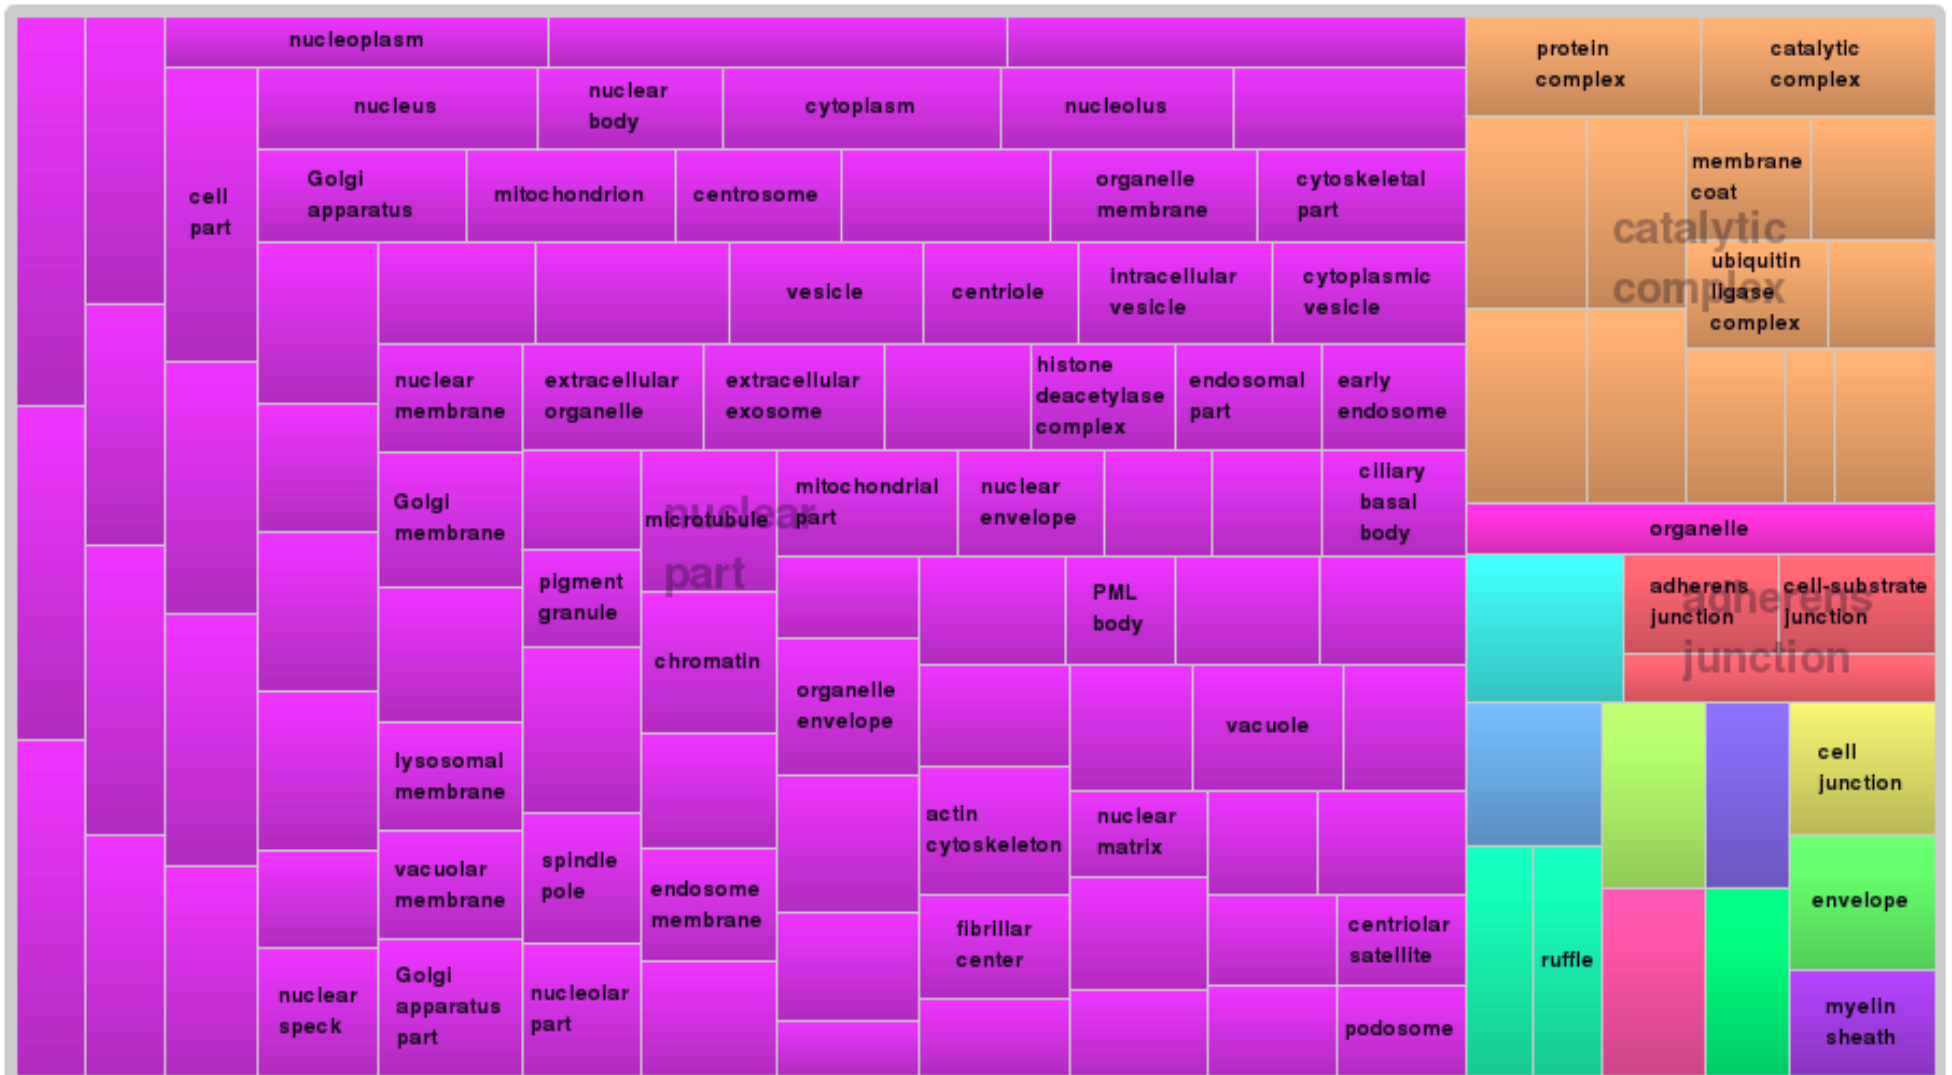 nucleoplasm
protein
complex
catalytic
complex
nucleus
nuclear
body
cytoplasm
nucleolus
cell
part
Golgi
apparatus
mitochondrion
centrosome
organelle
membrane
cytoskeletal
part
membrane
coat
catalytic
complex
ubiquitin
ligase
complex
vesicle
centriole
intracellular
vesicle
cytoplasmic
vesicle
nuclear
membrane
extracellular
organelle
extracellular
exosome
histone
deacetylase
complex
endosomal
part
early
endosome
Golgi
membrane
microtubule
nuclear
part
mitochondrial
part
nuclear
envelope
ciliary
basal
body
organelle
pigment
granule
PML
body
adherens
junction
cell-substrate
junction
adherens
junction
chromatin
organelle
envelope
vacuole
lysosomal
membrane
cell
junction
actin
cytoskeleton
nuclear
matrix
vacuolar
membrane
spindle
pole
endosome
membrane
envelope
fibrillar
center
centriolar
satellite
ruffle
nuclear
speck
Golgi
apparatus
part
nucleolar
part
podosome
myelin
sheath